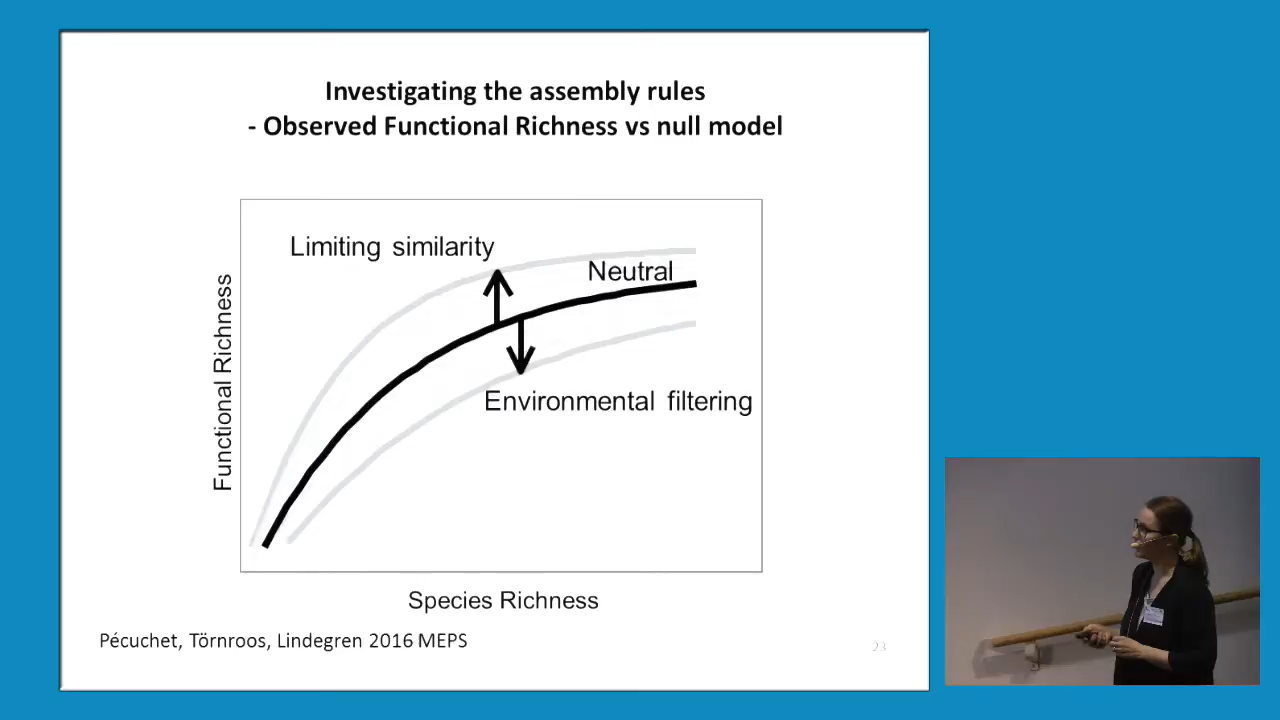 Investigating the assembly rules
- Observed Functional Richness vs null model
Limiting similarity
Neutral
Environmental filtering
Functional Richness
Species Richness
Pécuchet, Törnroos, Lindegren 2016 MEPS
23